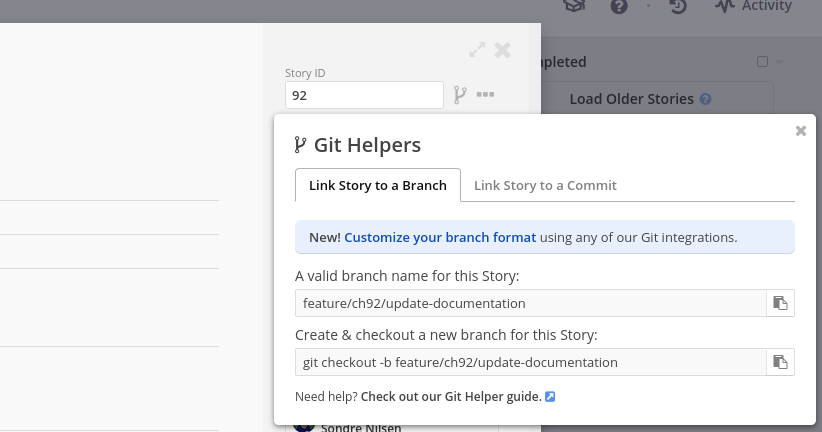 Activity
Story ID
mpleted
92
Load Older Stories
Git Helpers
Link Story to a Branch
Link Story to a Commit
New! Customize your branch format using any of our Git integrations.
A valid branch name for this Story:
feature/ch92/update-documentation
Create & checkout a new branch for this Story:
git checkout -b feature/ch92/update-documentation
Need help? Check out our Git Helper guide.
Sondre Nilsen